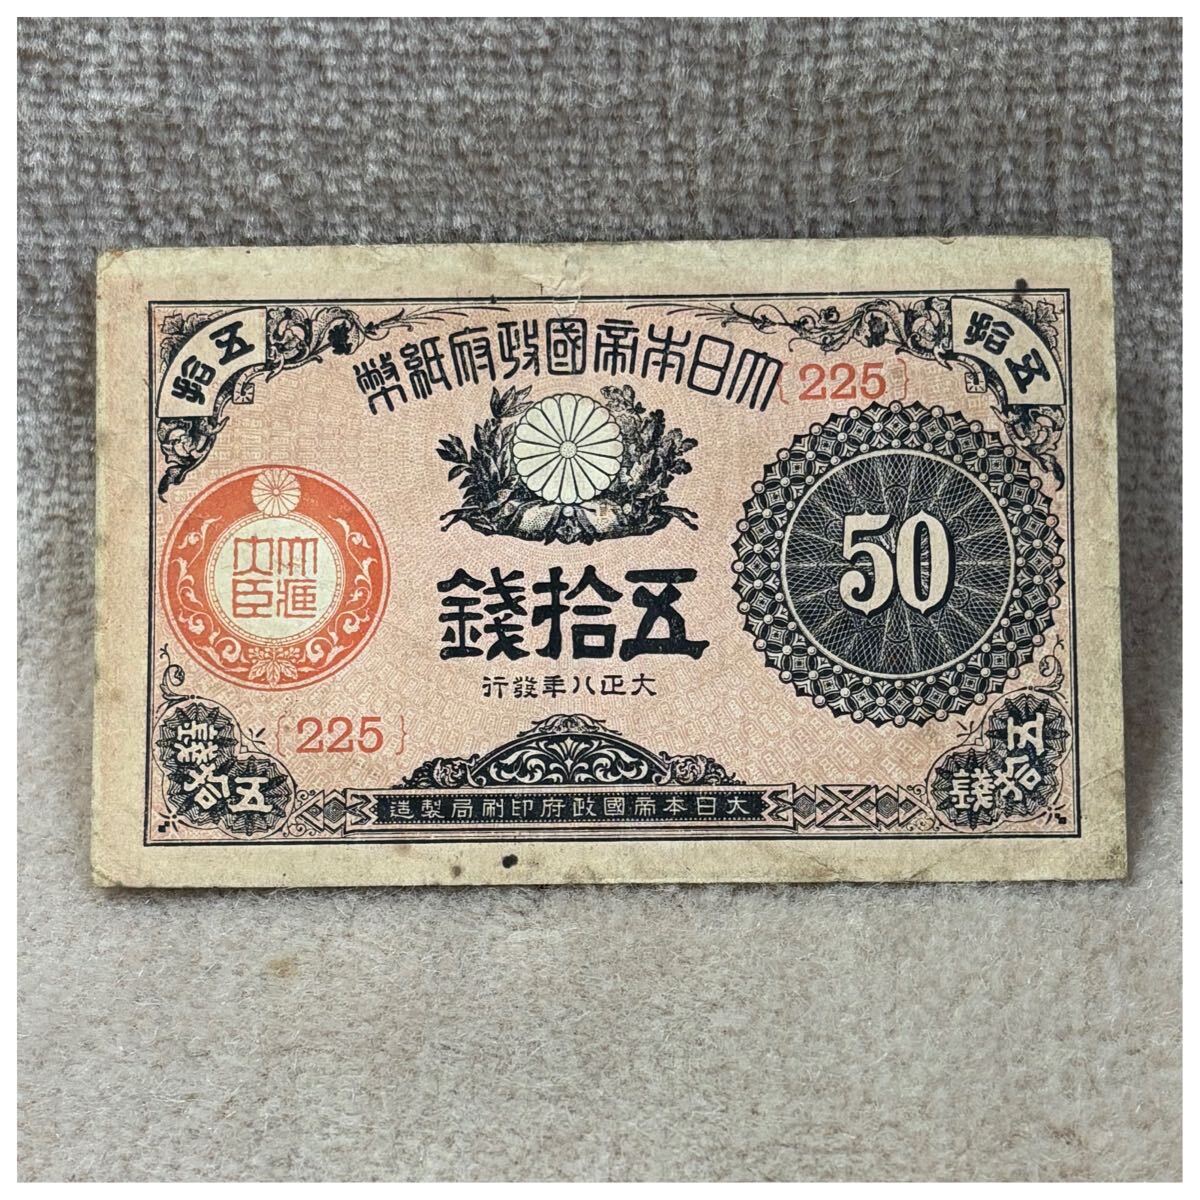 五拾
五拾
大日本帝國政府紙幣
{225}
大藏
大臣
50
五拾錢
大正八年發行
{225}
五拾錢
五拾錢
大日本帝國政府印刷局製造